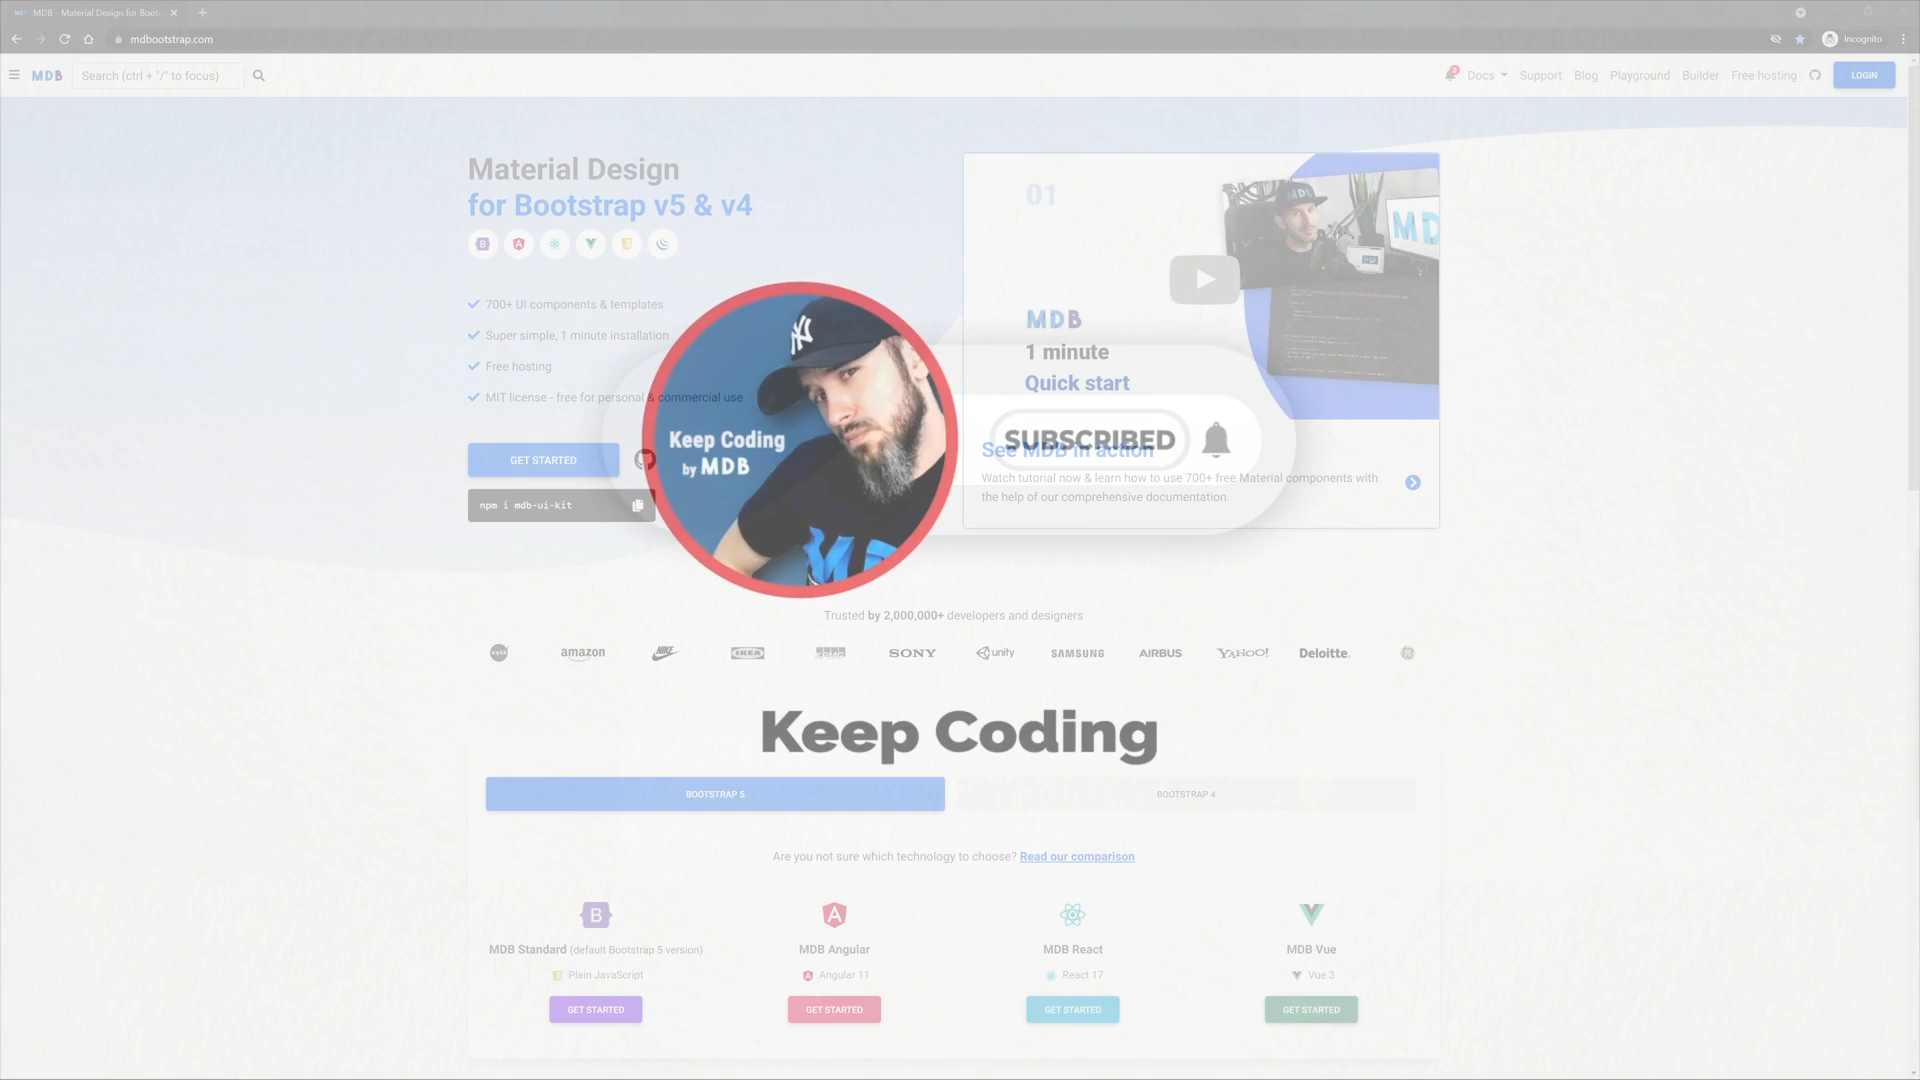 MDB - Material Design for Boots
mdbootstrap.com
Incognito
MDB
Search (ctrl + "/" to focus)
2
Docs
Support
Blog
Playground
Builder
Free hosting
LOGIN
Material Design
for Bootstrap v5 & v4
700+ UI components & templates
Super simple, 1 minute installation
Free hosting
MIT license - free for personal & commercial use
GET STARTED
npm i mdb-ui-kit
01
MDB
MDB
MDB
1 minute
Quick start
Keep Coding
by MDB
SUBSCRIBED
See MDB in action
Watch tutorial now & learn how to use 700+ free Material components with
the help of our comprehensive documentation.
Trusted by 2,000,000+ developers and designers
NASA
amazon
NIKE
IKEA
SONY
unity
SAMSUNG
AIRBUS
YAHOO!
Deloitte.
Keep Coding
BOOTSTRAP 5
BOOTSTRAP 4
Are you not sure which technology to choose? Read our comparison
MDB Standard (default Bootstrap 5 version)
Plain JavaScript
GET STARTED
MDB Angular
Angular 11
GET STARTED
MDB React
React 17
GET STARTED
MDB Vue
Vue 3
GET STARTED